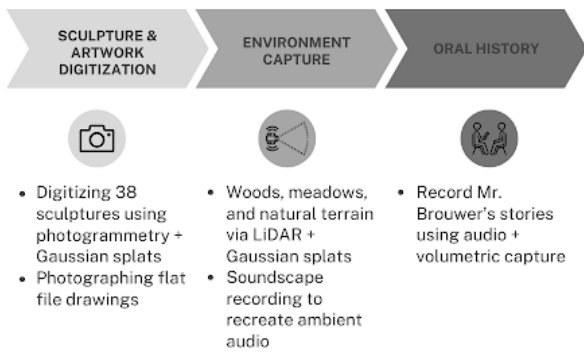 SCULPTURE &
ARTWORK
DIGITIZATION
ENVIRONMENT
CAPTURE
ORAL HISTORY
• Digitizing 38
sculptures using
photogrammetry +
Gaussian splats
• Photographing flat
file drawings
• Woods, meadows,
and natural terrain
via LiDAR +
Gaussian splats
• Soundscape
recording to
recreate ambient
audio
• Record Mr.
Brouwer's stories
using audio +
volumetric capture